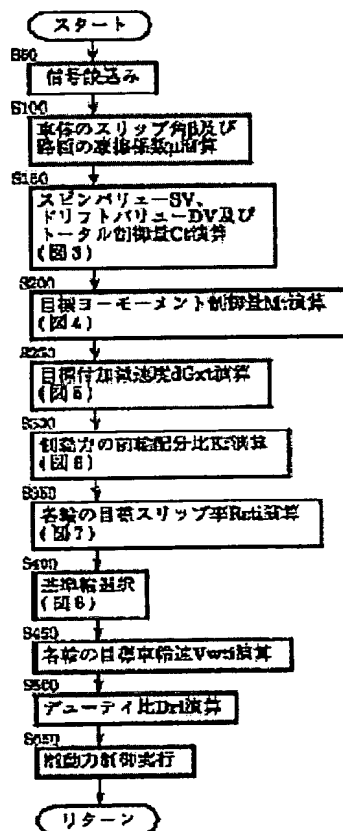 スタート
S50
信号読込み
S100
車体のスリップ角β及び
路面の摩擦係数μ演算
S150
スピンバリューSV、
ドリフトバリューDV及び
トータル制御量Ct演算
(図3)
S200
目標ヨーモーメント制御量Mt演算
(図4)
S250
目標付加減速度dGxt演算
(図5)
S300
制動力の前輪配分比Kf演算
(図6)
S350
各輪の目標スリップ率Rsti演算
(図7)
S400
基準輪選択
(図8)
S450
各輪の目標車輪速Vwti演算
S500
デューティ比Dri演算
S550
制動力制御実行
リターン